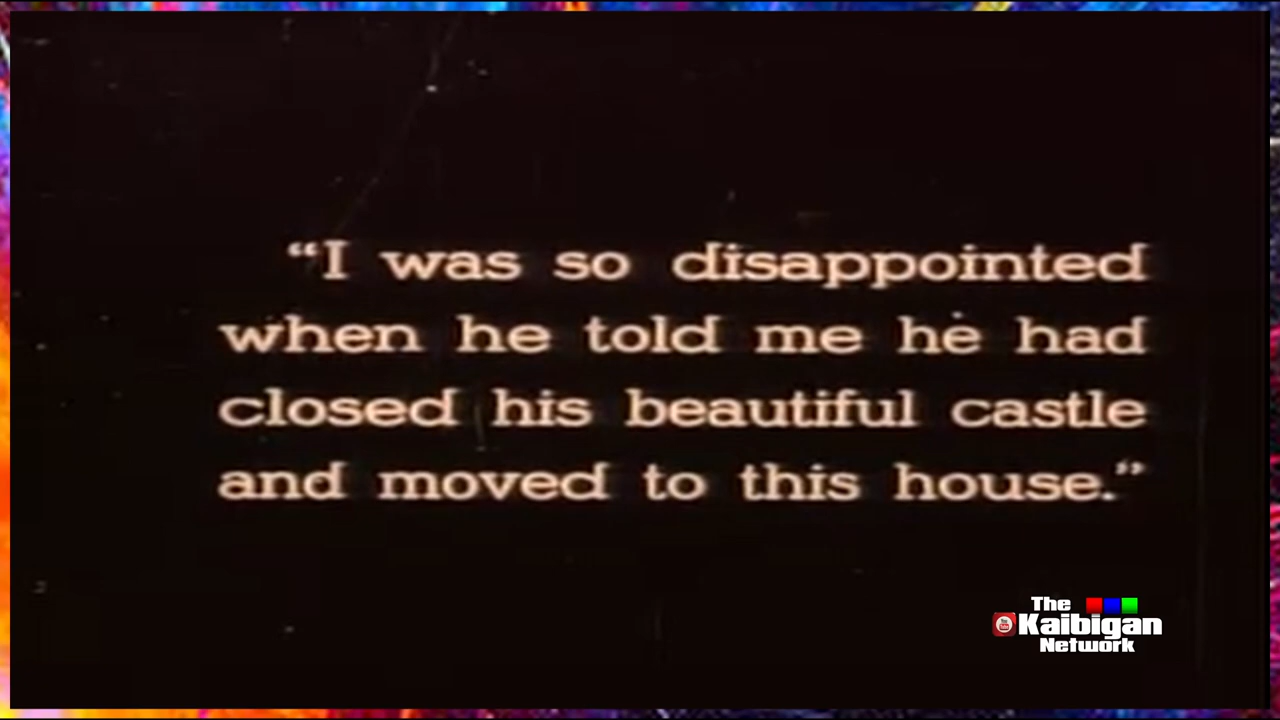 “I was so disappointed
when he told me he had
closed his beautiful castle
and moved to this house.”
The
Kaibigan
Network